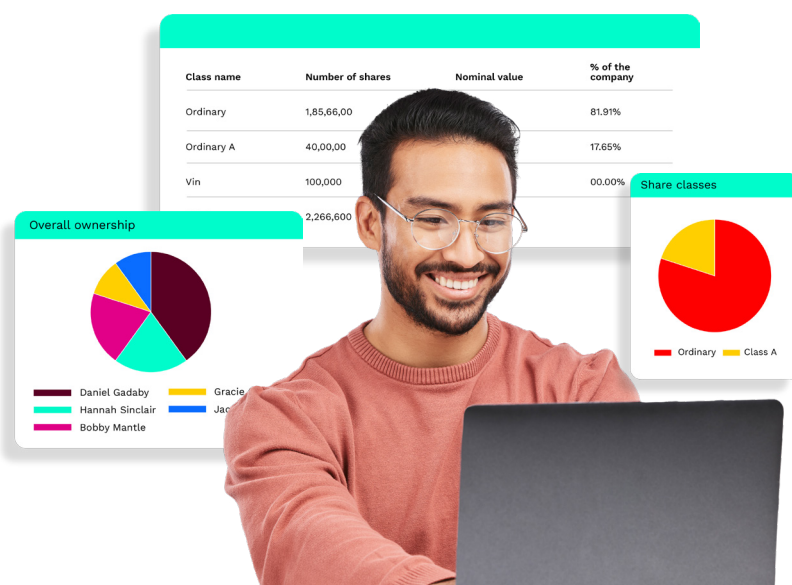 Class name Number of shares Nominal value % of the company
Ordinary 1,85,66,00 81.91%
Ordinary A 40,00,00 17.65%
Vin 100,000 00.00%
2,266,600
Overall ownership
Daniel Gadaby Gracie
Hannah Sinclair
Bobby Mantle
Share classes
Ordinary Class A